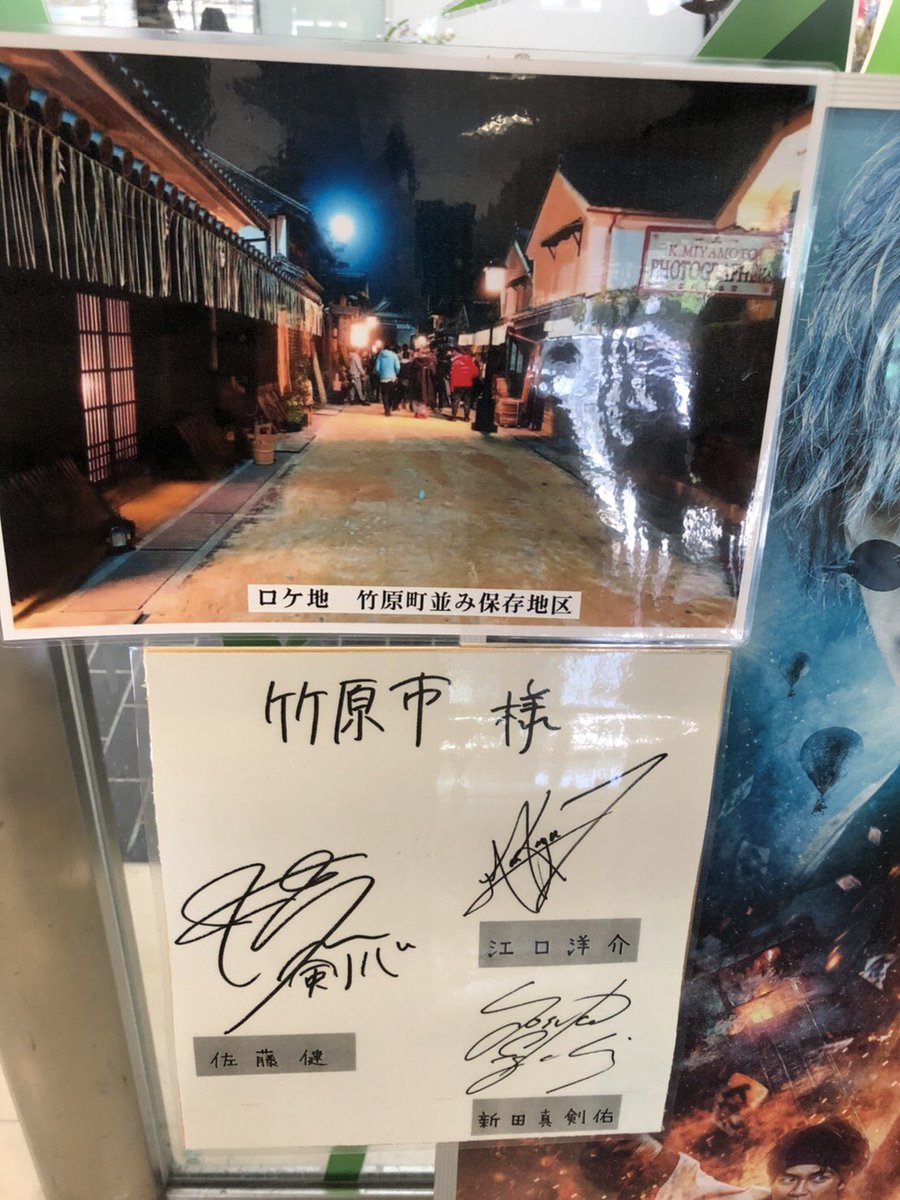 K.MIYAMOTO
PHOTOGRAPHER
ロケ地　竹原町並み保存地区
竹原市 様
江口洋介
佐藤健
新田真剣佑